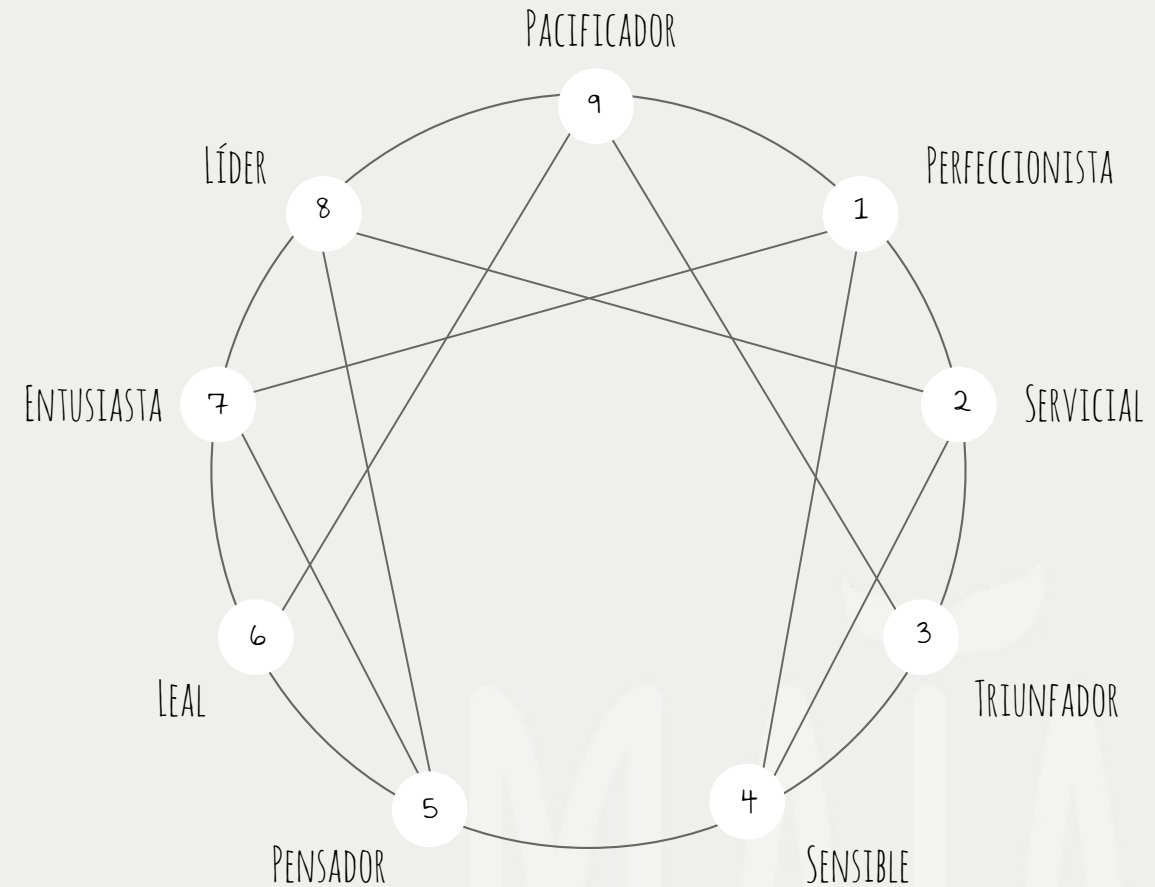 PACIFICADOR
9
LÍDER
PERFECCIONISTA
8
1
ENTUSIASTA
7
2
SERVICIAL
6
3
LEAL
TRIUNFADOR
5
4
PENSADOR
SENSIBLE